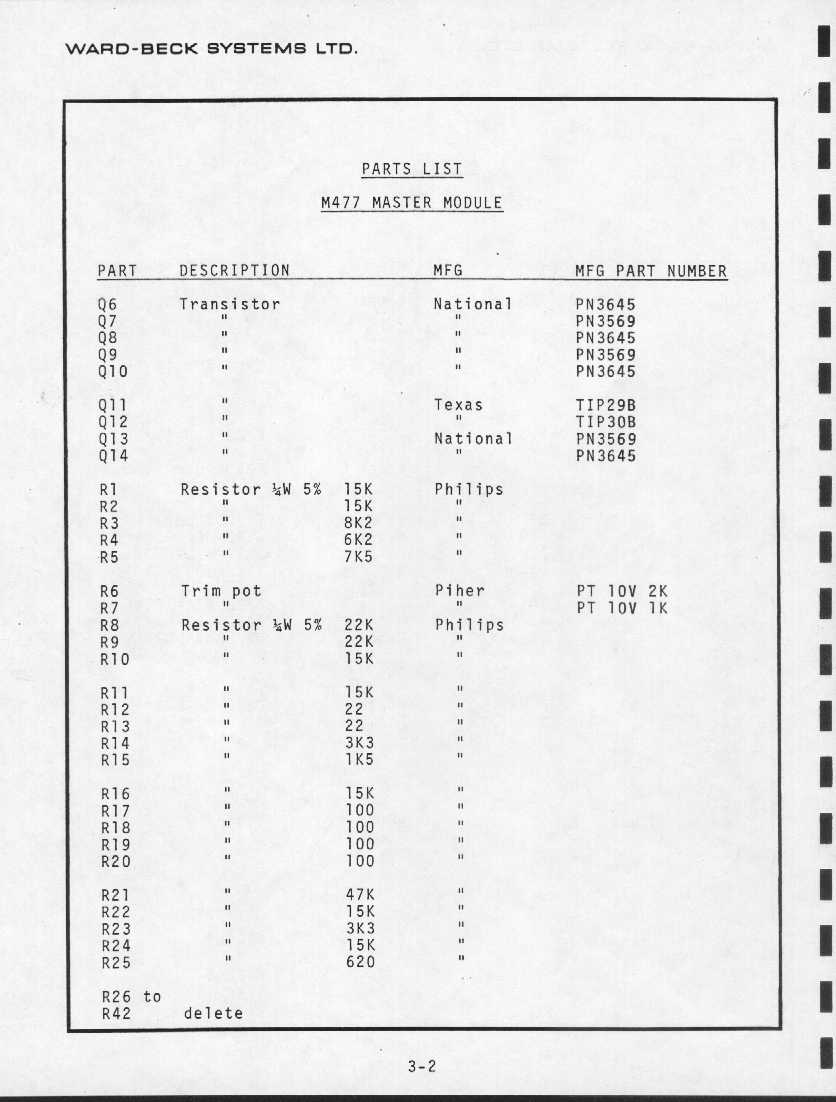 WARD-BECK SYSTEMS LTD.
PARTS LIST
M477 MASTER MODULE
PART DESCRIPTION MFG MFG PART NUMBER
Q6 Transistor National PN3645
Q7 " " PN3569
Q8 " " PN3645
Q9 " " PN3569
Q10 " " PN3645
Q11 " Texas TIP29B
Q12 " " TIP30B
Q13 " National PN3569
Q14 " " PN3645
R1 Resistor ¼W 5% 15K Philips
R2 " 15K "
R3 " 8K2 "
R4 " 6K2 "
R5 " 7K5 "
R6 Trim pot Piher PT 10V 2K
R7 " " PT 10V 1K
R8 Resistor ¼W 5% 22K Philips
R9 " 22K "
R10 " 15K "
R11 " 15K "
R12 " 22 "
R13 " 22 "
R14 " 3K3 "
R15 " 1K5 "
R16 " 15K "
R17 " 100 "
R18 " 100 "
R19 " 100 "
R20 " 100 "
R21 " 47K "
R22 " 15K "
R23 " 3K3 "
R24 " 15K "
R25 " 620 "
R26 to
R42 delete
3-2